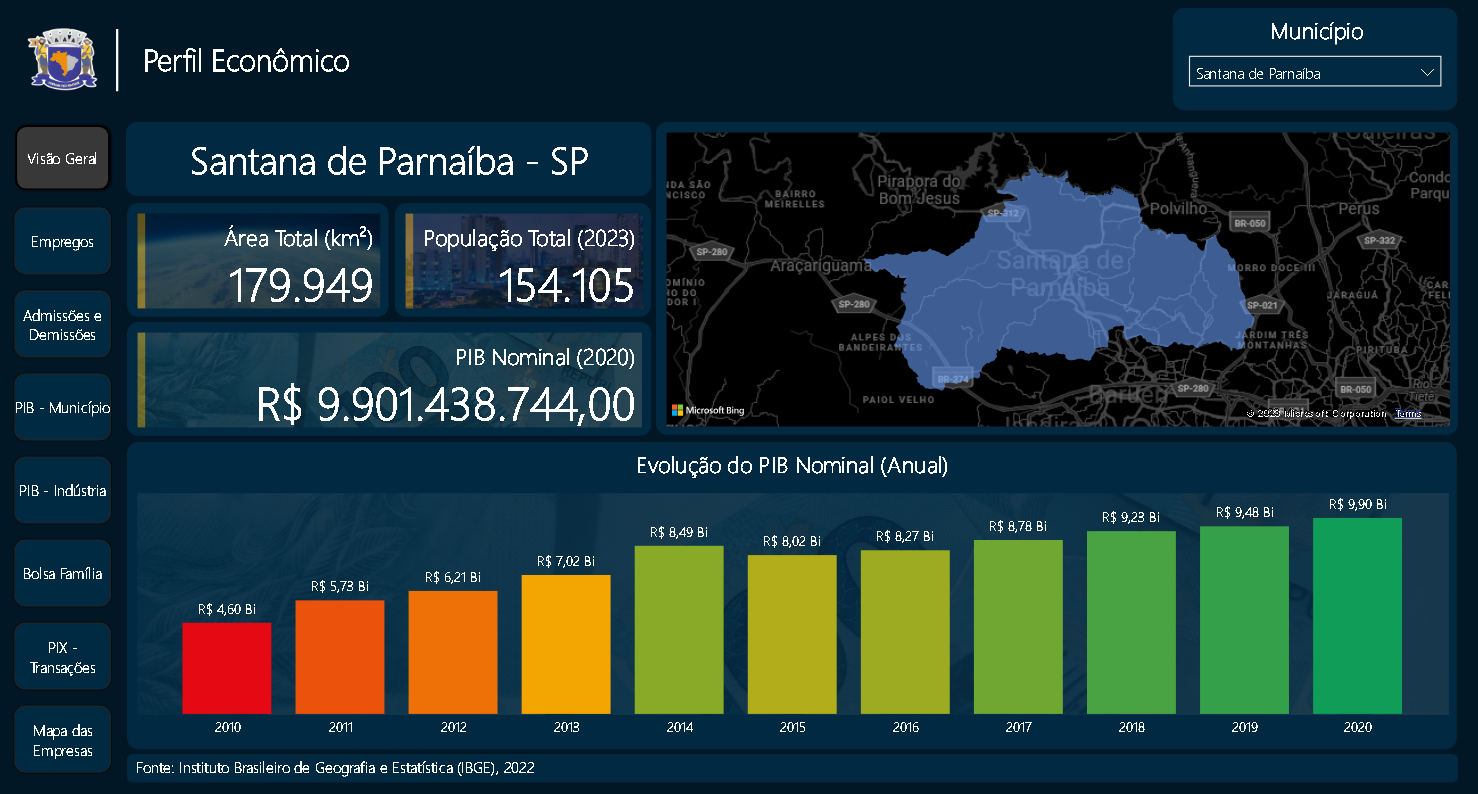 Perfil Econômico
Município
Santana de Parnaíba
Visão Geral
Empregos
Admissões e
Demissões
PIB - Município
PIB - Indústria
Bolsa Família
PIX -
Transações
Mapa das
Empresas
Santana de Parnaíba - SP
Área Total (km²)
179.949
População Total (2023)
154.105
PIB Nominal (2020)
R$ 9.901.438.744,00
Caieiras
Pirapora do
Bom Jesus
BAIRRO
MEIRELLES
SP-312
Polvilho
BR-050
Perus
SP-332
SP-280
Araçariguama
Santana de
Parnaíba
MORRO DOCE III
SP-280
SP-021
JARAGUÁ
ALPES DOS
BANDEIRANTES
JARDIM TRÊS
MONTANHAS
PIRITUBA
BR-374
SP-280
BR-050
Rio
Tietê
PAIOL VELHO
Barueri
Microsoft Bing
© 2023 Microsoft Corporation
Terms
Evolução do PIB Nominal (Anual)
R$ 4,60 Bi
R$ 5,73 Bi
R$ 6,21 Bi
R$ 7,02 Bi
R$ 8,49 Bi
R$ 8,02 Bi
R$ 8,27 Bi
R$ 8,78 Bi
R$ 9,23 Bi
R$ 9,48 Bi
R$ 9,90 Bi
2010
2011
2012
2013
2014
2015
2016
2017
2018
2019
2020
Fonte: Instituto Brasileiro de Geografia e Estatística (IBGE), 2022